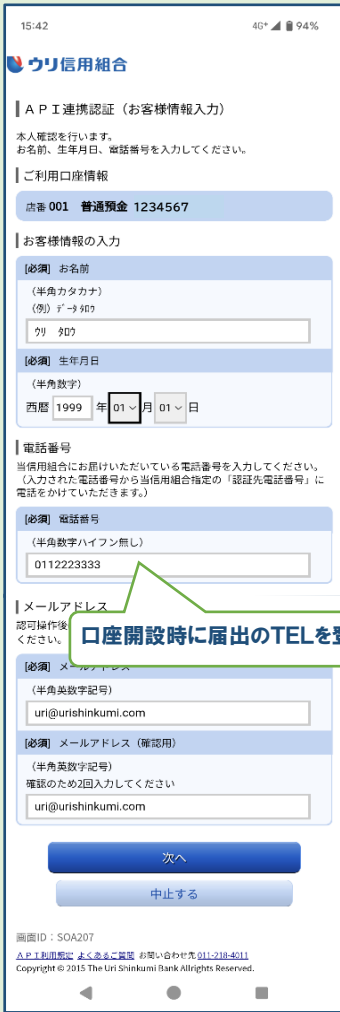 15:42 4G+ 94%
ウリ信用組合
API連携認証（お客様情報入力）
本人確認を行います。
お名前、生年月日、電話番号を入力してください。
ご利用口座情報
店番 001 普通預金 1234567
お客様情報の入力
[必須] お名前
（半角カタカナ）
（例）ﾃﾞｰﾀ ﾀﾛｳ
ｳﾘ ﾀﾛｳ
[必須] 生年月日
（半角数字）
西暦 1999 年 01 月 01 日
電話番号
当信用組合にお届けいただいている電話番号を入力してください。
（入力された電話番号から当信用組合指定の「認証先電話番号」に
電話をかけていただきます。）
[必須] 電話番号
（半角数字ハイフン無し）
0112223333
メールアドレス
認可操作後
口座開設時に届出のTELを
ください。
[必須] メールアドレス
（半角英数字記号）
uri@urishinkumi.com
[必須] メールアドレス（確認用）
（半角英数字記号）
確認のため2回入力してください
uri@urishinkumi.com
次へ
中止する
画面ID：SOA207
ＡＰＩ利用規定 よくあるご質問 お問い合わせ先 011-218-4011
Copyright © 2015 The Uri Shinkumi Bank Allrights Reserved.